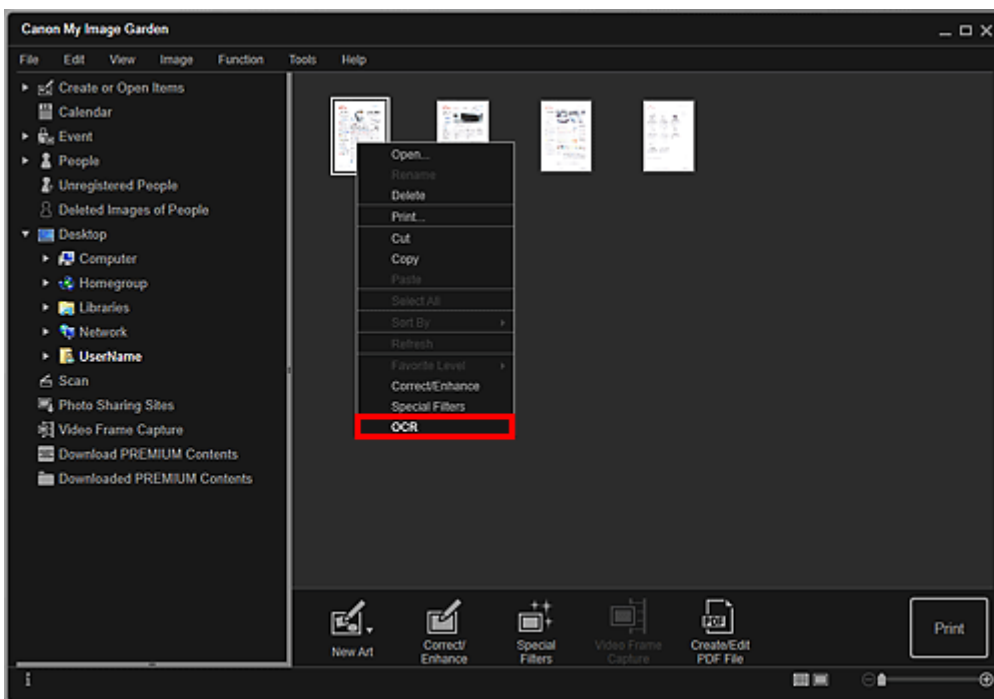 Canon My Image Garden
File Edit View Image Function Tools Help
Create or Open Items
Calendar
Event
People
Unregistered People
Deleted Images of People
Desktop
Computer
Homegroup
Libraries
Network
UserName
Scan
Photo Sharing Sites
Video Frame Capture
Download PREMIUM Contents
Downloaded PREMIUM Contents
Open...
Rename
Delete
Print...
Cut
Copy
Paste
Select All
Sort By
Refresh
Favorite Level
Correct/Enhance
Special Filters
OCR
New Art
Correct/
Enhance
Special
Filters
Video Frame
Capture
PDF
Create/Edit
PDF File
Print